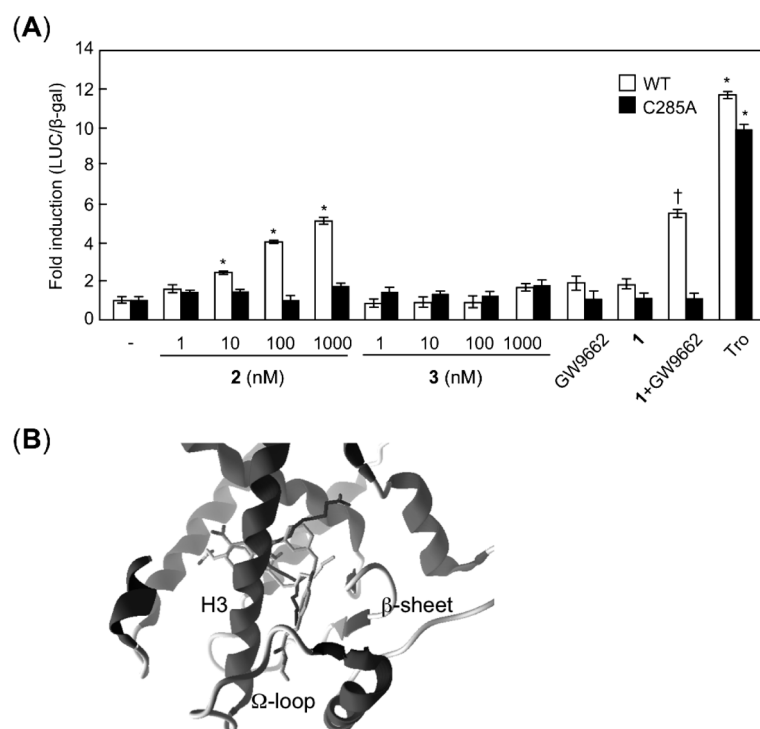 (A)
14
12
10
8
6
4
2
0
Fold induction (LUC/β-gal)
WT
C285A
* * * † * *
- 1 10 100 1000 1 10 100 1000 GW9662 1 1+GW9662 Tro
2 (nM) 3 (nM)
(B)
H3 β-sheet
Ω-loop